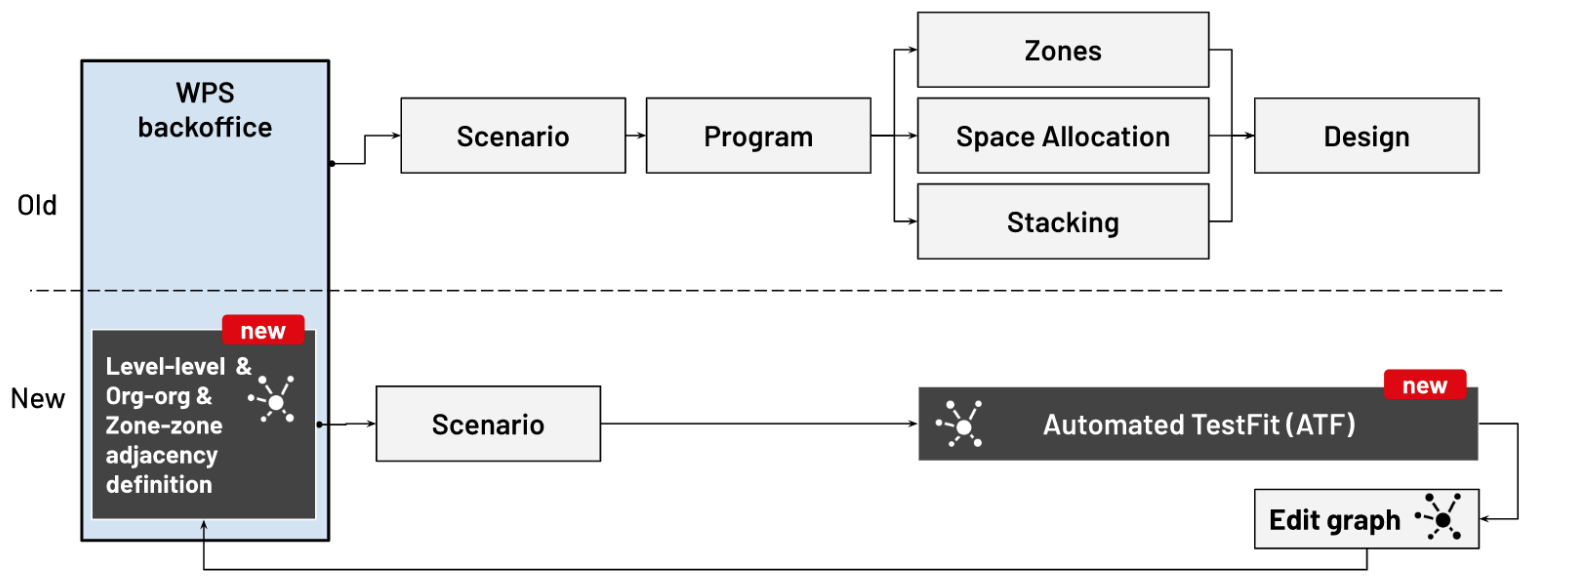 WPS
backoffice
Scenario
Program
Zones
Space Allocation
Stacking
Design
Old
new
Level-level &
Org-org &
Zone-zone
adjacency
definition
New
Scenario
new
Automated TestFit (ATF)
Edit graph